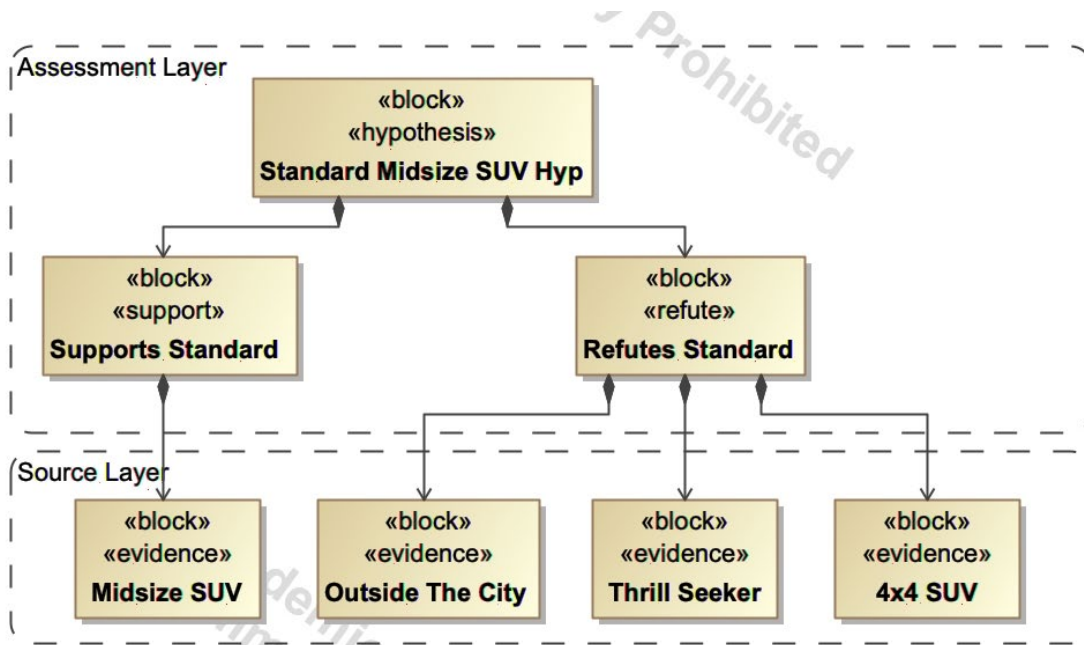 y Prohibited
Assessment Layer
«block»
«hypothesis»
Standard Midsize SUV Hyp
«block»
«support»
Supports Standard
«block»
«refute»
Refutes Standard
Source Layer
«block»
«evidence»
Midsize SUV
«block»
«evidence»
Outside The City
«block»
«evidence»
Thrill Seeker
«block»
«evidence»
4x4 SUV